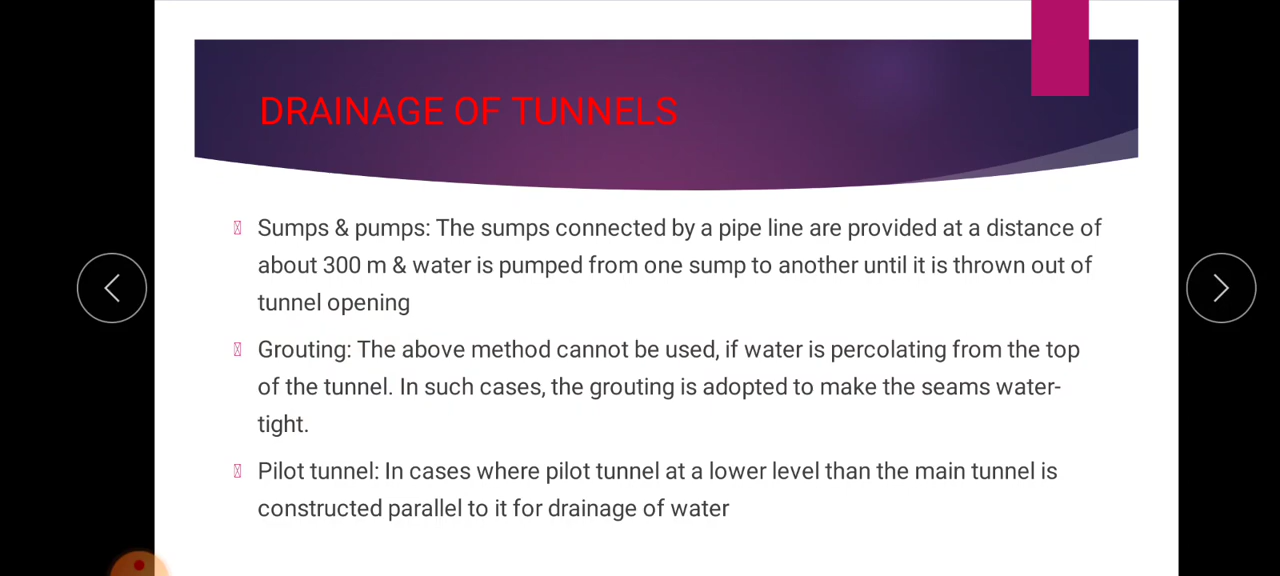 DRAINAGE OF TUNNELS
Sumps & pumps: The sumps connected by a pipe line are provided at a distance of
about 300 m & water is pumped from one sump to another until it is thrown out of
tunnel opening
Grouting: The above method cannot be used, if water is percolating from the top
of the tunnel. In such cases, the grouting is adopted to make the seams water-
tight.
Pilot tunnel: In cases where pilot tunnel at a lower level than the main tunnel is
constructed parallel to it for drainage of water